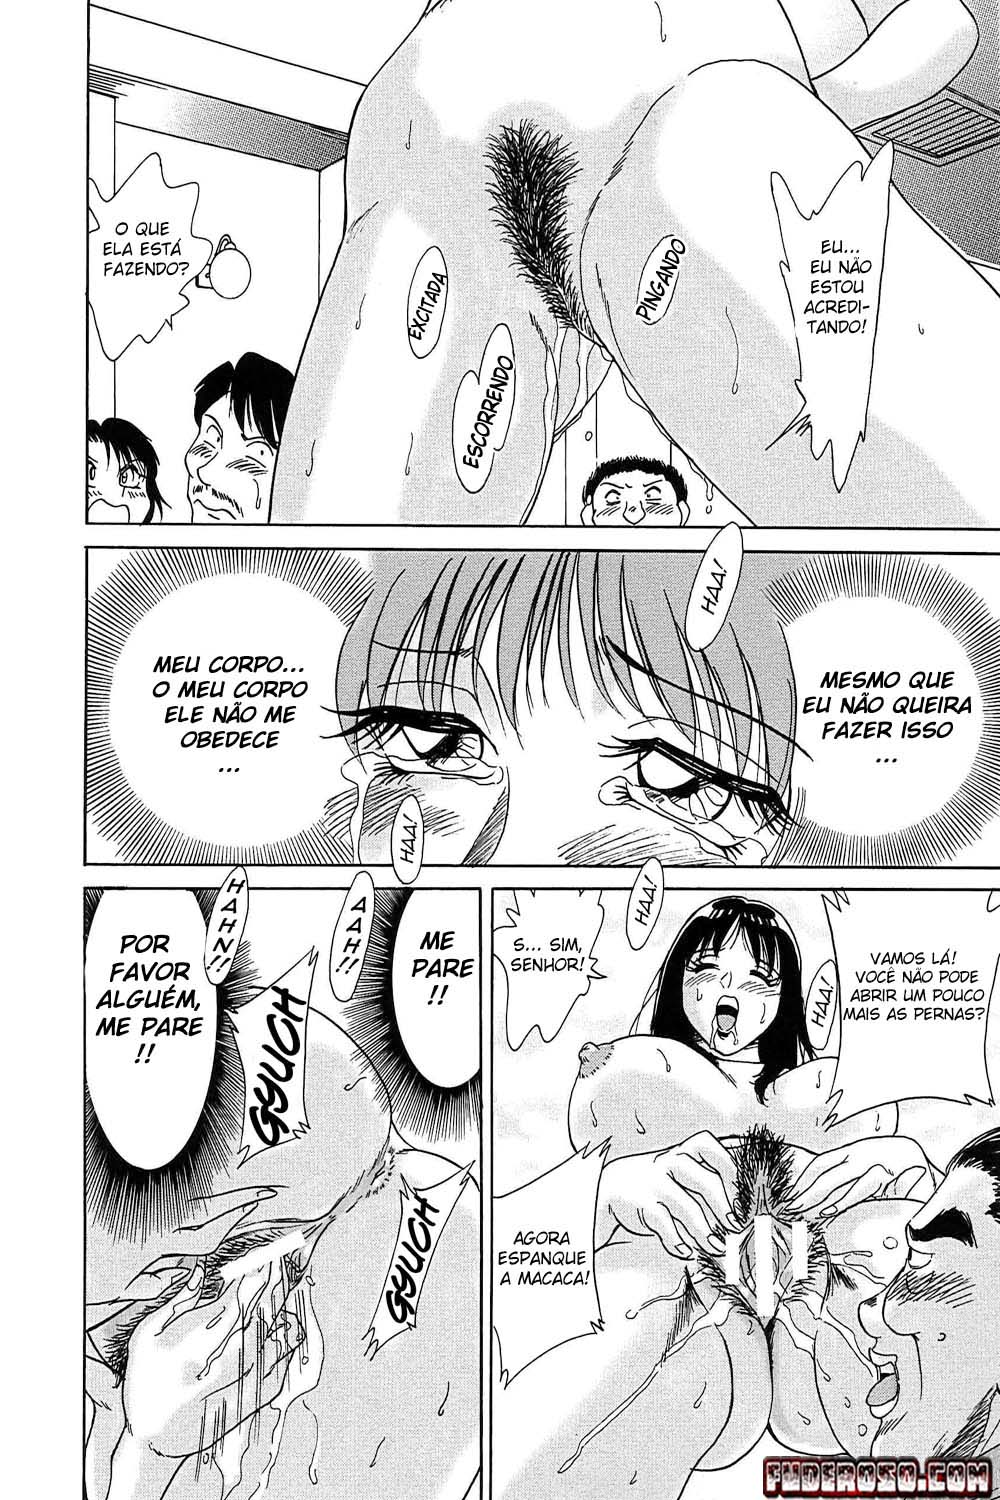 EU...
EU NÃO
ESTOU
ACREDI-
TANDO!
O QUE
ELA ESTÁ
FAZENDO?
PINGANDO
EXCITADA
ESCORRENDO
HAA!
MESMO QUE
EU NÃO QUEIRA
FAZER ISSO
...
MEU CORPO...
O MEU CORPO
ELE NÃO ME
OBEDECE
...
HAA!
VAMOS LÁ!
VOCÊ NÃO PODE
ABRIR UM POUCO
MAIS AS PERNAS?
HAA!
HAA!
S... SIM,
SENHOR!
AGORA
ESPANQUE
A MACACA!
ME
PARE
!!
AAH!!
HAHN!!
POR
FAVOR
ALGUÉM,
ME PARE
!!
GYUCH
GYUCH
FUDEROSO.COM